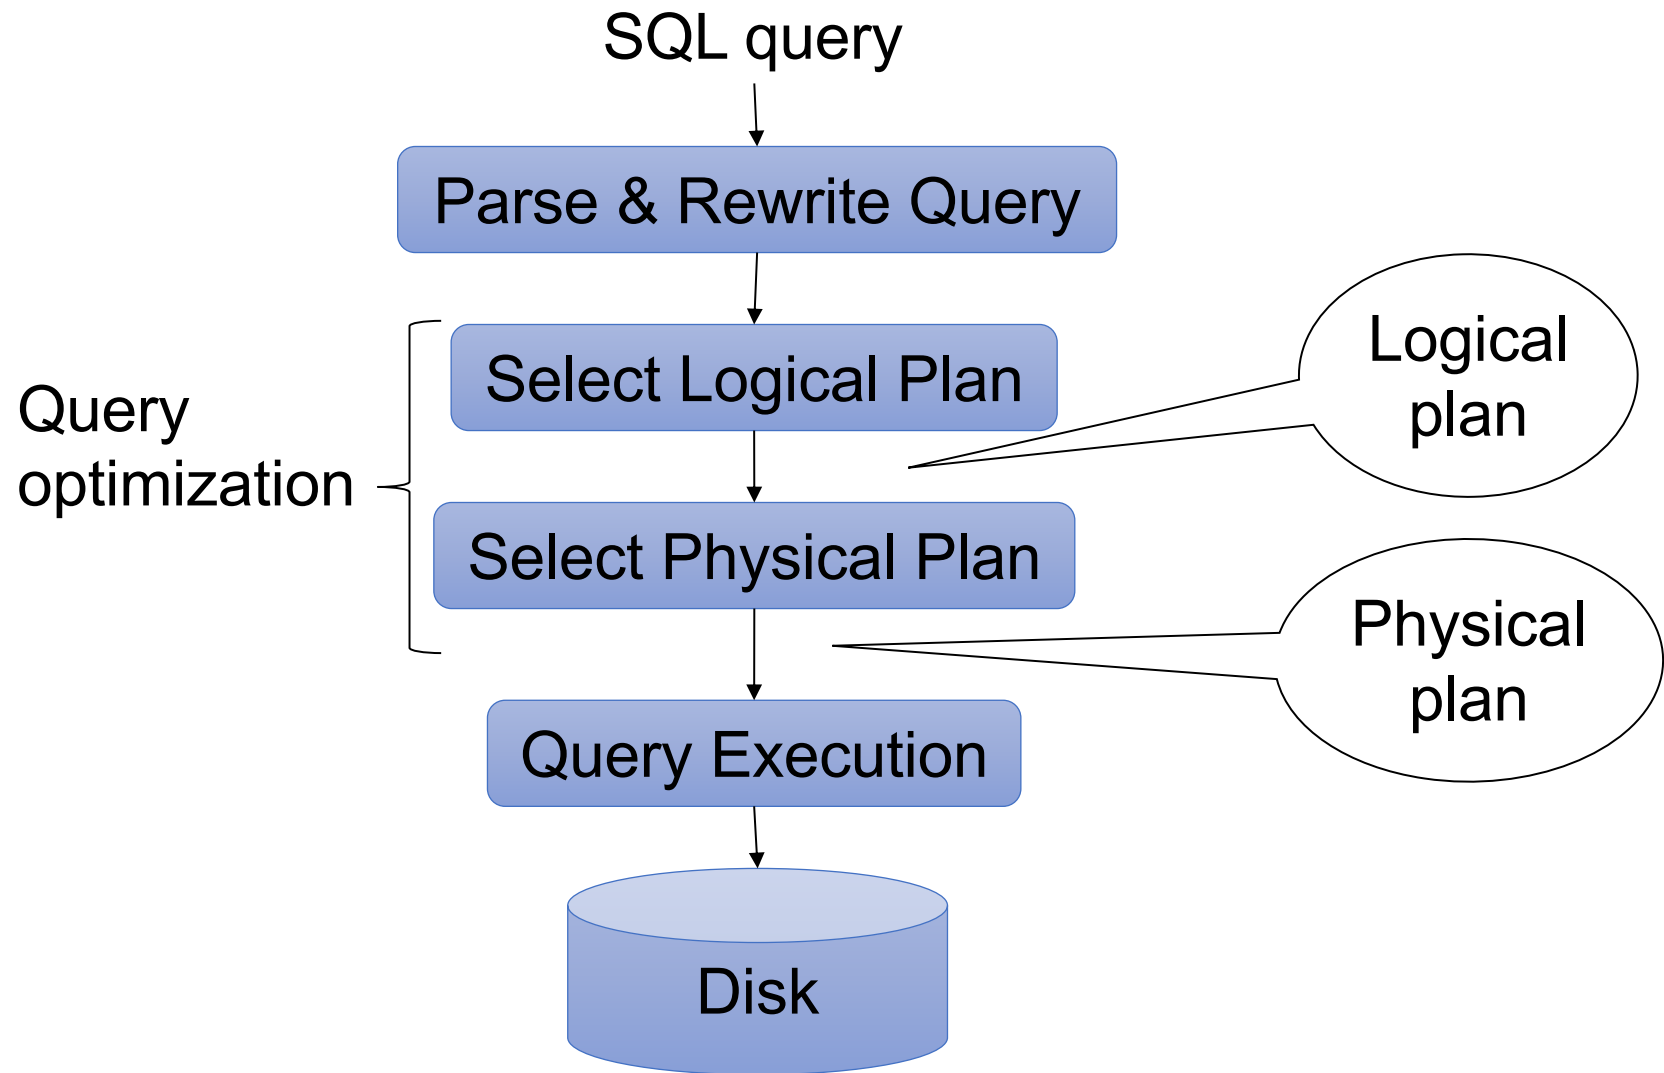 SQL query
Parse & Rewrite Query
Select Logical Plan
Logical
plan
Query
optimization
Select Physical Plan
Physical
plan
Query Execution
Disk